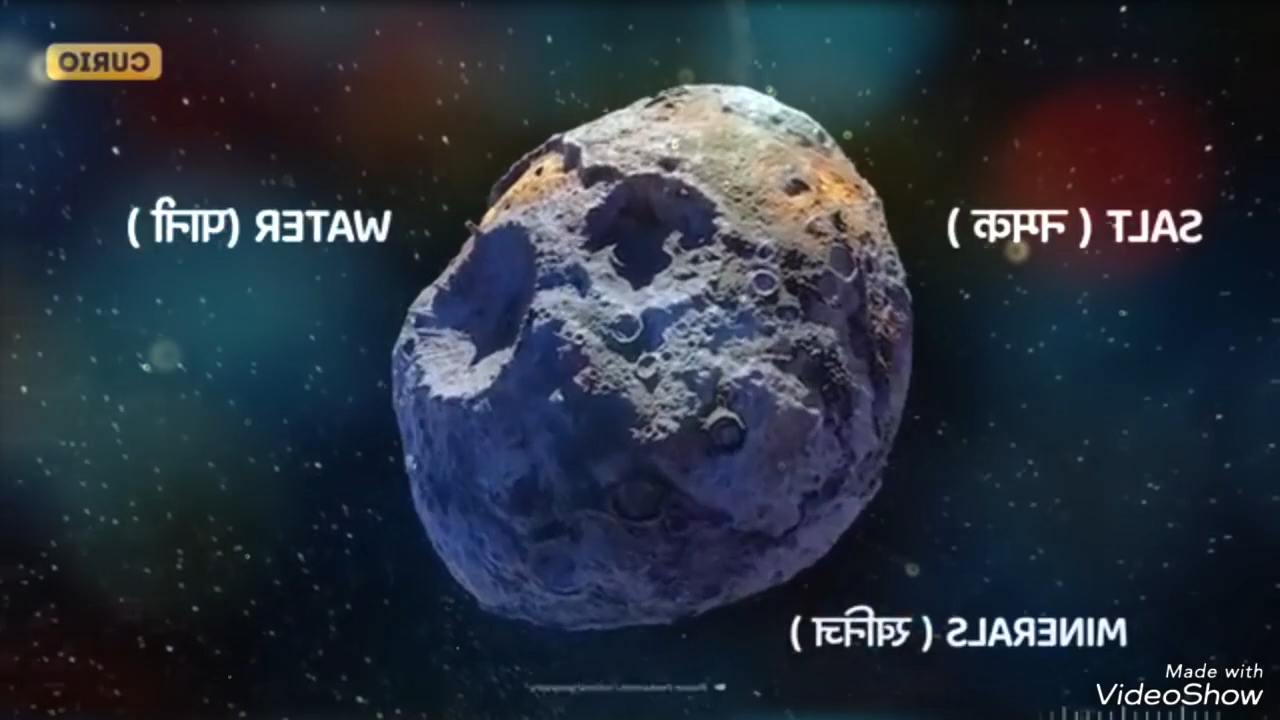 CURIO
WATER (पानी )
SALT ( नमक )
MINERALS ( खनिज )
Made with
VideoShow